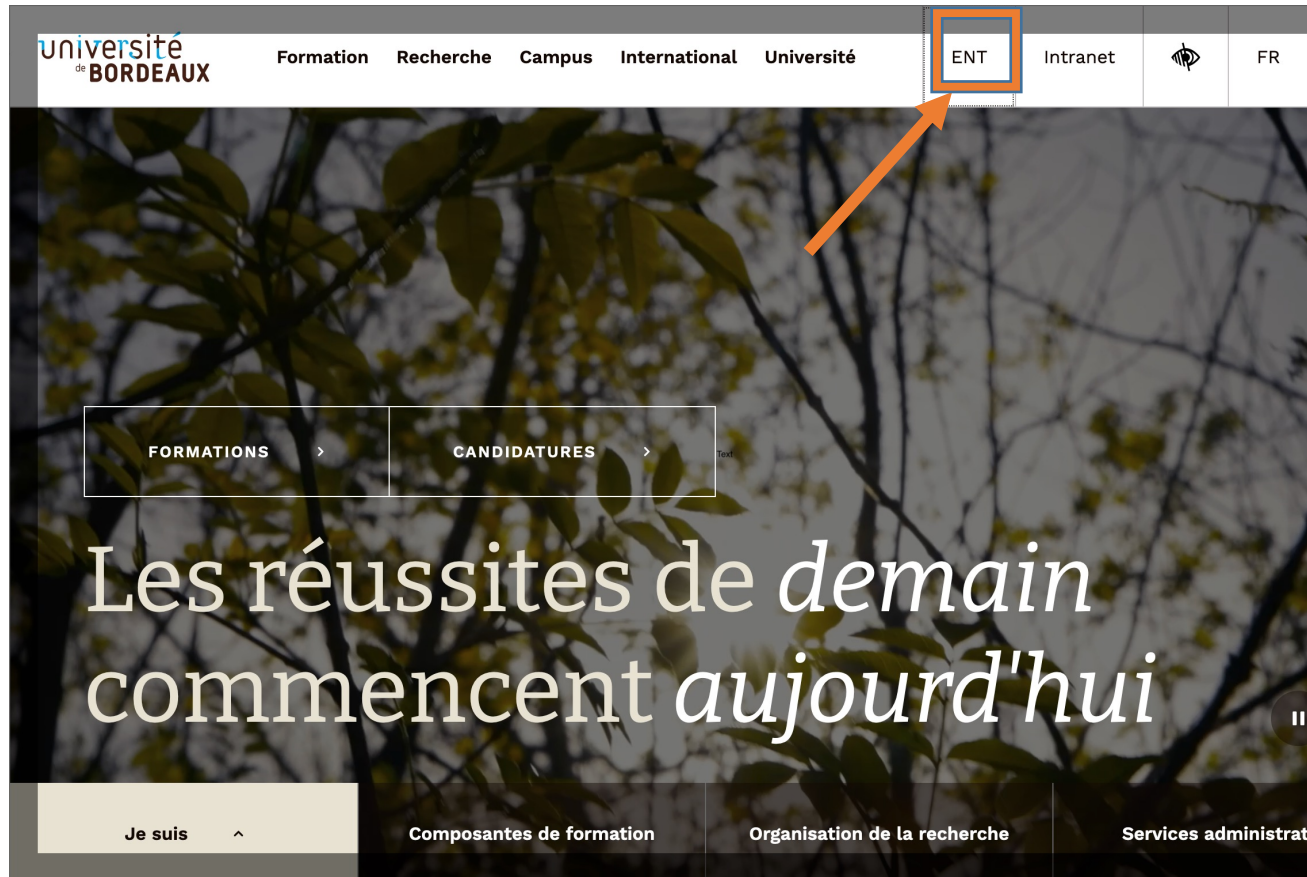 université
de BORDEAUX
Formation Recherche Campus International Université ENT Intranet FR
FORMATIONS CANDIDATURES
Text
Les réussites de demain
commencent aujourd'hui
Je suis Composantes de formation Organisation de la recherche Services administrat